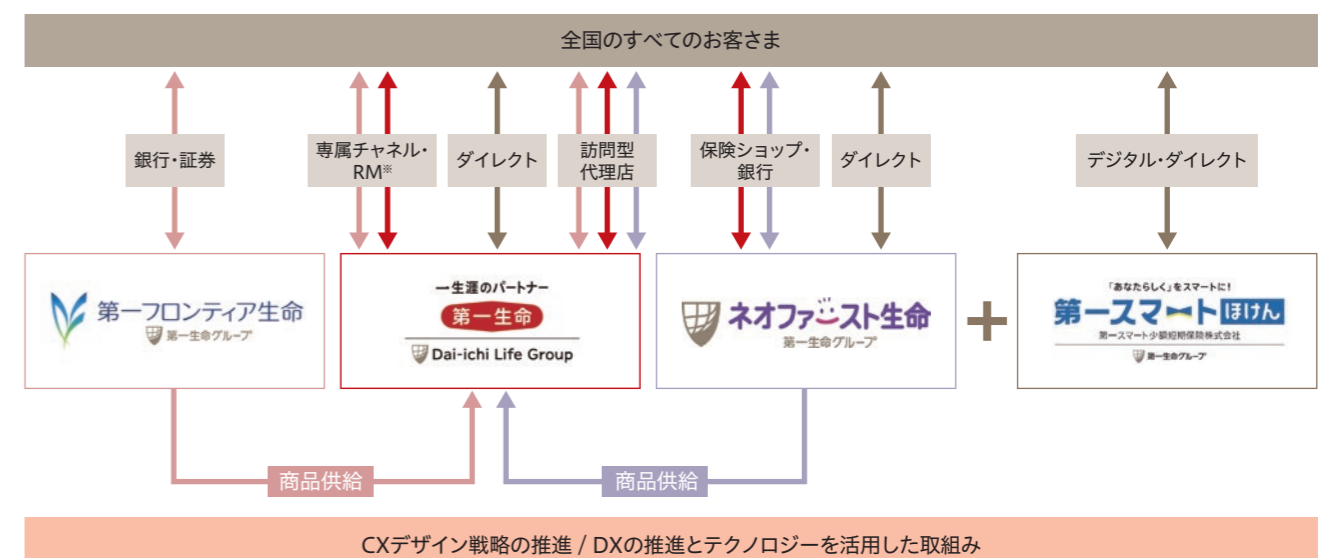 全国のすべてのお客さま
銀行・証券
専属チャネル・
RM※
ダイレクト
訪問型
代理店
保険ショップ・
銀行
ダイレクト
デジタル・ダイレクト
第一フロンティア生命
第一生命グループ
一生涯のパートナー
第一生命
Dai-ichi Life Group
ネオファースト生命
第一生命グループ
+
「あなたらしく」をスマートに!
第一スマートほけん
第一スマート少額短期保険株式会社
第一生命グループ
商品供給
商品供給
CXデザイン戦略の推進 / DXの推進とテクノロジーを活用した取組み